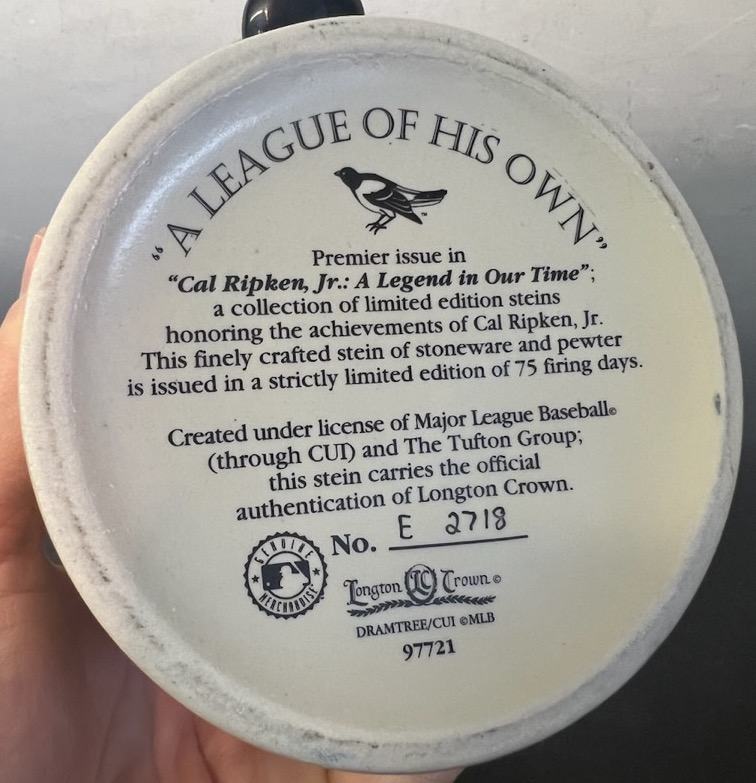 “A LEAGUE OF HIS OWN”
TM
Premier issue in
“Cal Ripken, Jr.: A Legend in Our Time”;
a collection of limited edition steins
honoring the achievements of Cal Ripken, Jr.
This finely crafted stein of stoneware and pewter
is issued in a strictly limited edition of 75 firing days.
Created under license of Major League Baseball©
(through CUI) and The Tufton Group;
this stein carries the official
authentication of Longton Crown.
No. E 2718
GENUINE
MERCHANDISE
Longton LC Crown©
DRAMTREE/CUI ©MLB
97721